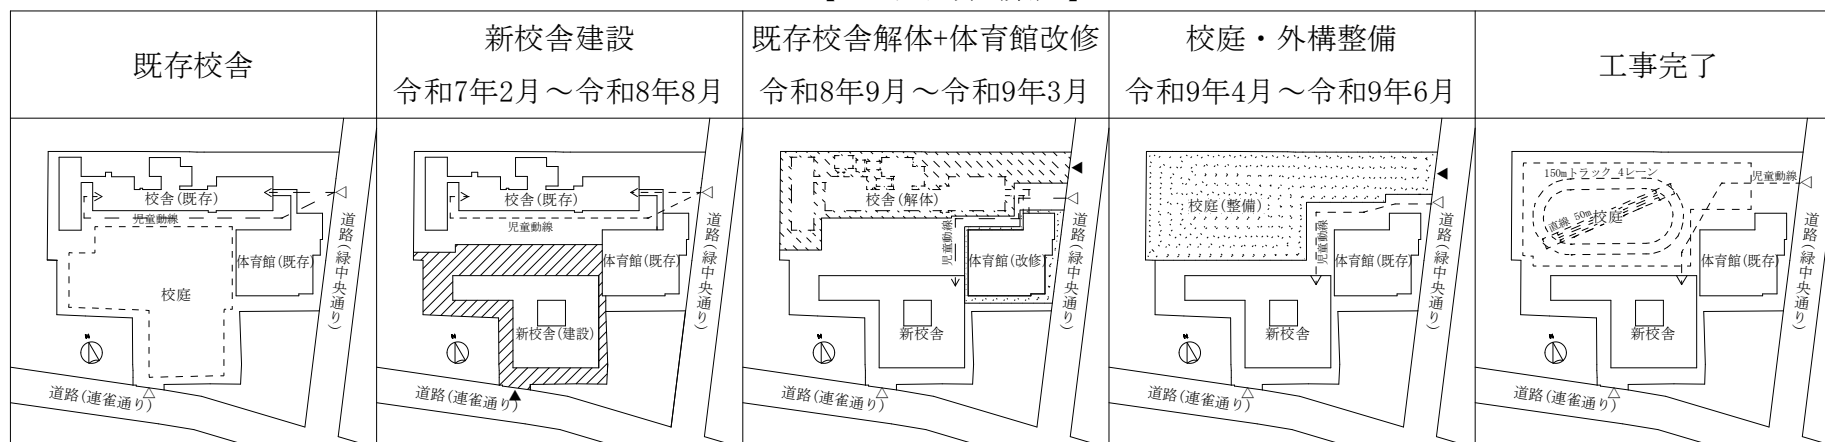 既存校舎
新校舎建設
令和7年2月～令和8年8月
既存校舎解体+体育館改修
令和8年9月～令和9年3月
校庭・外構整備
令和9年4月～令和9年6月
工事完了
校舎(既存)
児童動線
体育館(既存)
校庭
道路(緑中央通り)
道路(連雀通り)
校舎(既存)
児童動線
体育館(既存)
新校舎(建設)
道路(緑中央通り)
道路(連雀通り)
校舎(解体)
児童動線
体育館(改修)
新校舎
道路(緑中央通り)
道路(連雀通り)
校庭(整備)
児童動線
体育館(既存)
新校舎
道路(緑中央通り)
道路(連雀通り)
150mトラック 4レーン
児童動線
直線 50m
校庭
体育館(既存)
新校舎
道路(緑中央通り)
道路(連雀通り)